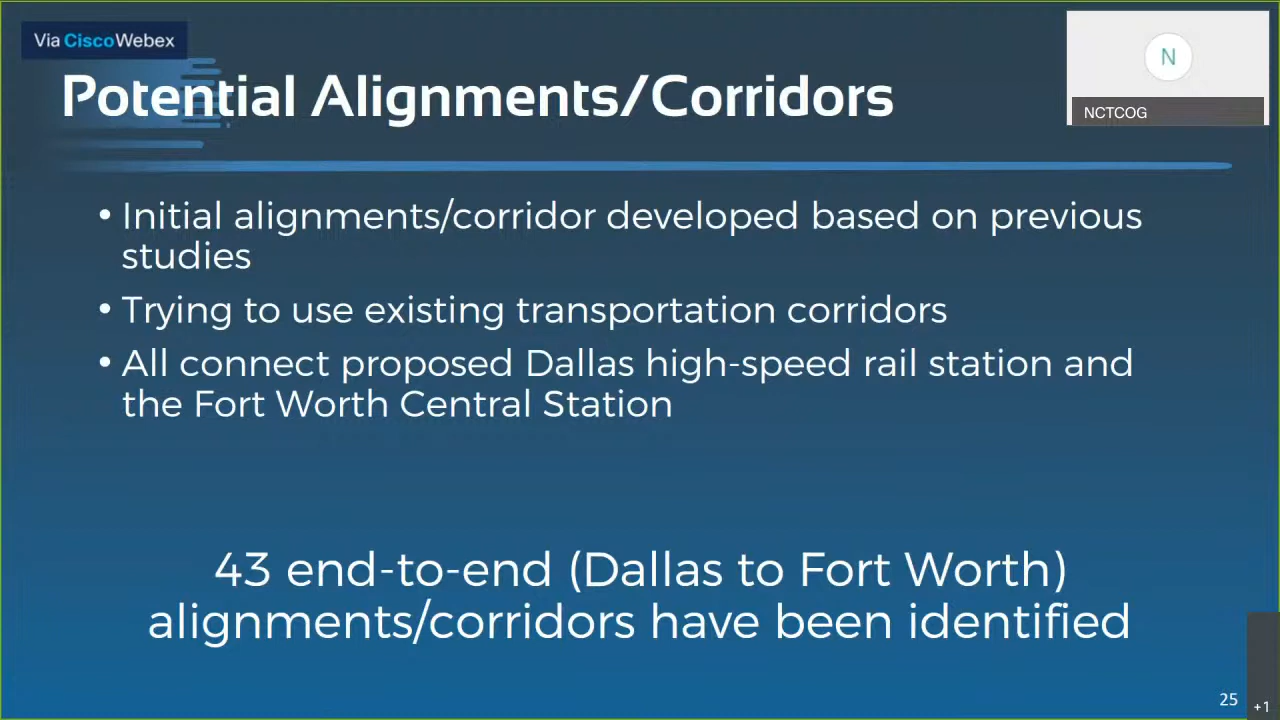 Via CiscoWebex
N
NCTCOG
Potential Alignments/Corridors
• Initial alignments/corridor developed based on previous
studies
• Trying to use existing transportation corridors
• All connect proposed Dallas high-speed rail station and
the Fort Worth Central Station
43 end-to-end (Dallas to Fort Worth)
alignments/corridors have been identified
25
+1